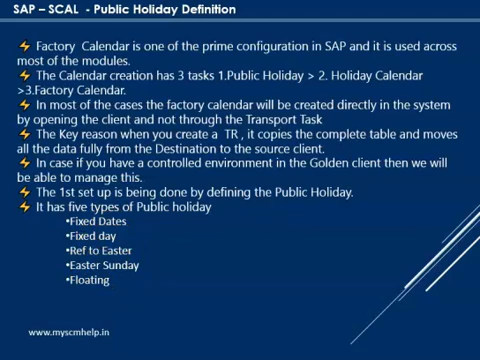 SAP – SCAL - Public Holiday Definition
Factory Calendar is one of the prime configuration in SAP and it is used across
most of the modules.
The Calendar creation has 3 tasks 1.Public Holiday > 2. Holiday Calendar
>3.Factory Calendar.
In most of the cases the factory calendar will be created directly in the system
by opening the client and not through the Transport Task
The Key reason when you create a TR, it copies the complete table and moves
all the data fully from the Destination to the source client.
In case if you have a controlled environment in the Golden client then we will
be able to manage this.
The 1st set up is being done by defining the Public Holiday.
It has five types of Public holiday
•Fixed Dates
•Fixed day
•Ref to Easter
•Easter Sunday
•Floating
www.myscmhelp.in